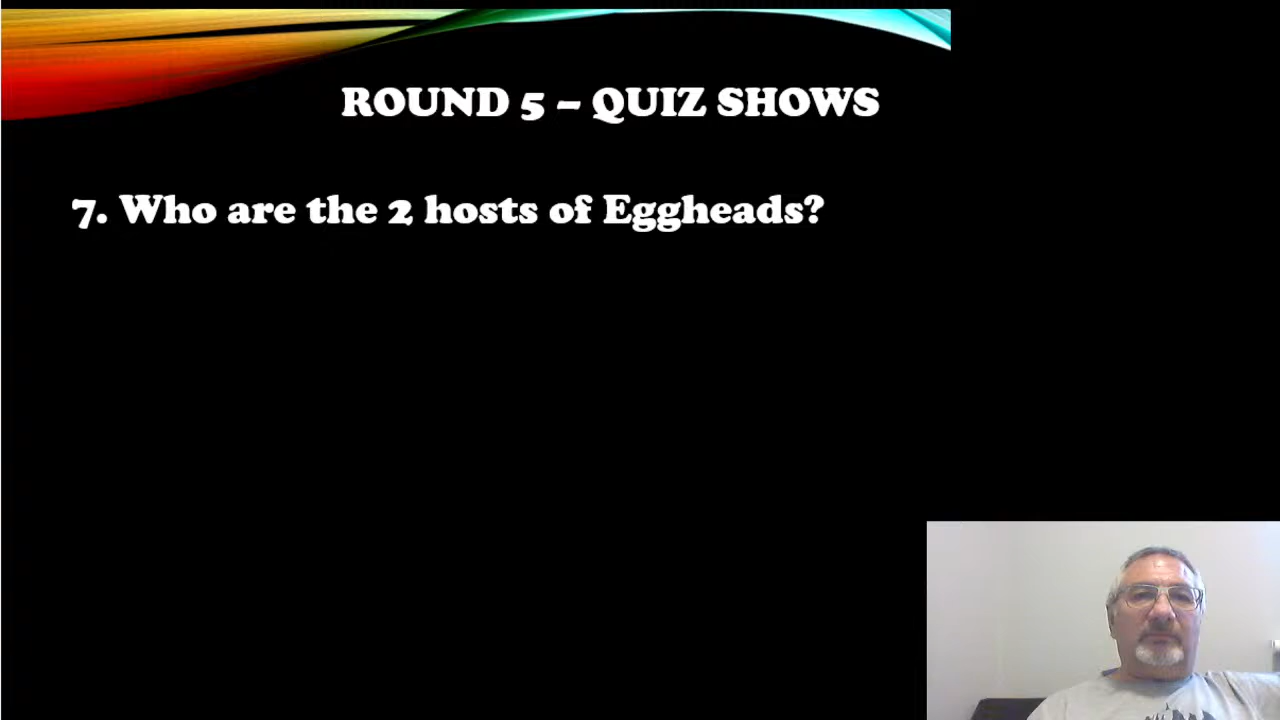 ROUND 5 – QUIZ SHOWS
7. Who are the 2 hosts of Eggheads?